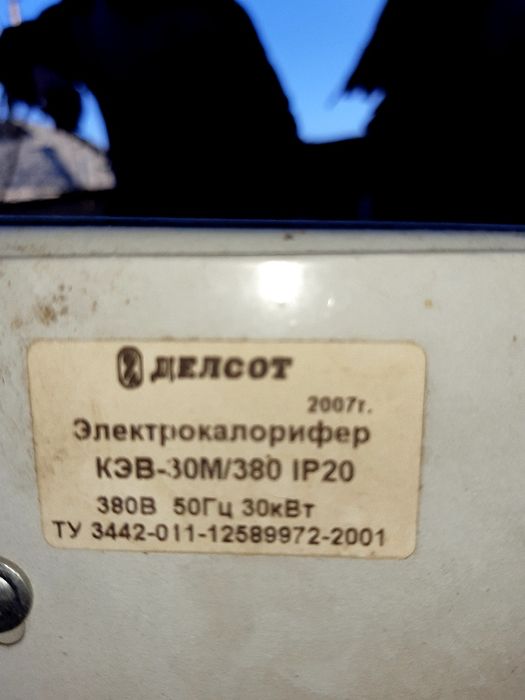 ДЕЛСОТ
2007г.
Электрокалорифер
КЭВ-30М/380 IP20
380В 50Гц 30кВт
ТУ 3442-011-12589972-2001